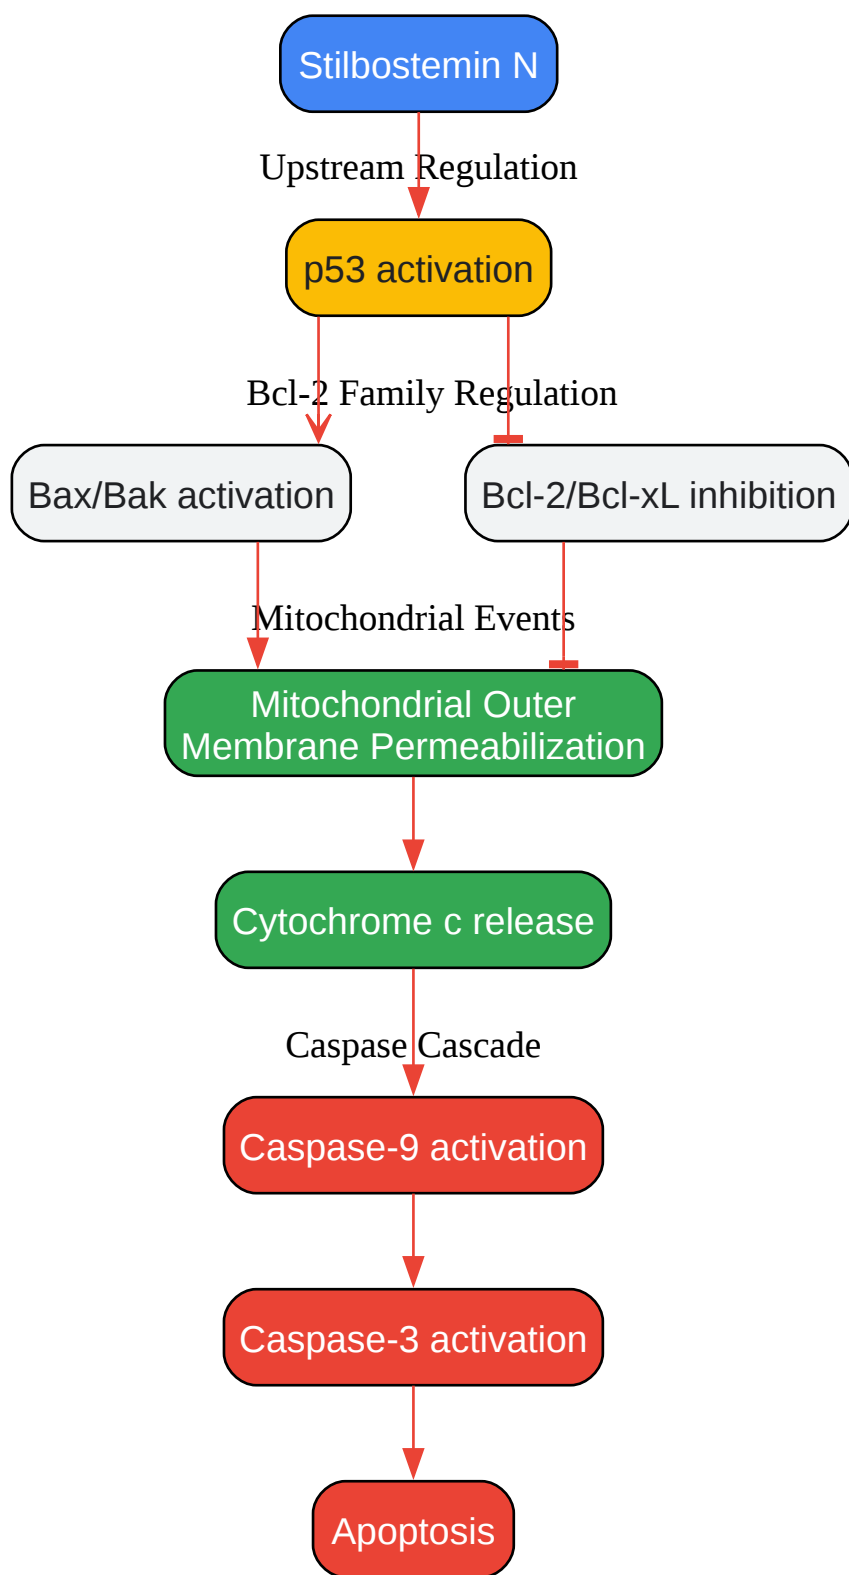 Stilbostemin N
Upstream Regulation
p53 activation
Bcl-2 Family Regulation
Bax/Bak activation
Bcl-2/Bcl-xL inhibition
Mitochondrial Events
Mitochondrial Outer
Membrane Permeabilization
Cytochrome c release
Caspase Cascade
Caspase-9 activation
Caspase-3 activation
Apoptosis